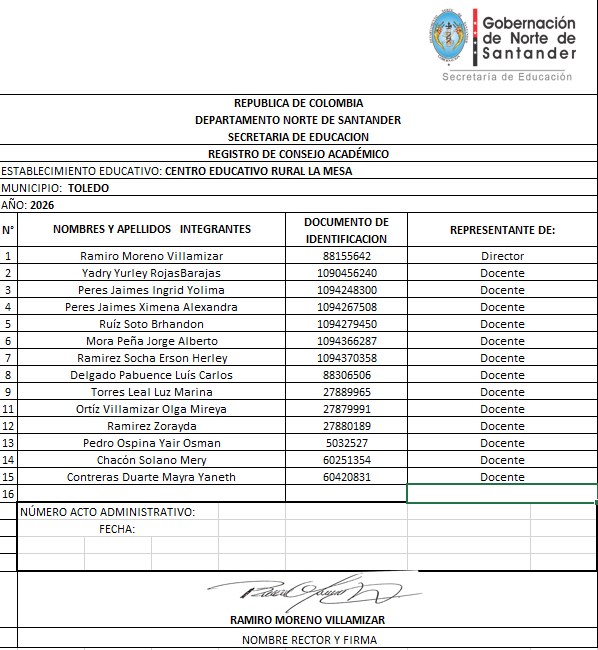 Gobernación
de Norte de
Santander
Secretaría de Educación
REPUBLICA DE COLOMBIA
DEPARTAMENTO NORTE DE SANTANDER
SECRETARIA DE EDUCACION
REGISTRO DE CONSEJO ACADÉMICO
ESTABLECIMIENTO EDUCATIVO: CENTRO EDUCATIVO RURAL LA MESA
MUNICIPIO: TOLEDO
AÑO: 2026
N° NOMBRES Y APELLIDOS INTEGRANTES DOCUMENTO DE IDENTIFICACION REPRESENTANTE DE:
1 Ramiro Moreno Villamizar 88155642 Director
2 Yadry Yurley RojasBarajas 1090456240 Docente
3 Peres Jaimes Ingrid Yolima 1094248300 Docente
4 Peres Jaimes Ximena Alexandra 1094267508 Docente
5 Ruíz Soto Brhandon 1094279450 Docente
6 Mora Peña Jorge Alberto 1094366287 Docente
7 Ramirez Socha Erson Herley 1094370358 Docente
8 Delgado Pabuence Luís Carlos 88306506 Docente
9 Torres Leal Luz Marina 27889965 Docente
11 Ortíz Villamizar Olga Mireya 27879991 Docente
12 Ramirez Zorayda 27880189 Docente
13 Pedro Ospina Yair Osman 5032527 Docente
14 Chacón Solano Mery 60251354 Docente
15 Contreras Duarte Mayra Yaneth 60420831 Docente
16
NÚMERO ACTO ADMINISTRATIVO:
FECHA:
RAMIRO MORENO VILLAMIZAR
NOMBRE RECTOR Y FIRMA